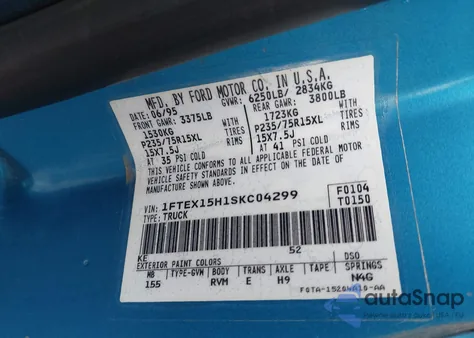 MFD. BY FORD MOTOR CO. IN U.S.A.
DATE: 06/95 GVWR: 6250LB/ 2834KG
FRONT GAWR: 3375LB REAR GAWR: 3800LB
1530KG 1723KG
P235/75R15XL TIRES P235/75R15XL TIRES
15X7.5J RIMS 15X7.5J RIMS
AT 35 PSI COLD AT 41 PSI COLD
THIS VEHICLE CONFORMS TO ALL APPLICABLE FEDERAL MOTOR
VEHICLE SAFETY STANDARDS IN EFFECT ON THE DATE OF
MANUFACTURE SHOWN ABOVE.
VIN: 1FTEX15H1SKC04299 F0104
TYPE: TRUCK T0150
KE 52
EXTERIOR PAINT COLORS DSO
WB TYPE-GVM BODY TRANS AXLE TAPE SPRINGS
155 RVM E H9 N4G
autoSnap